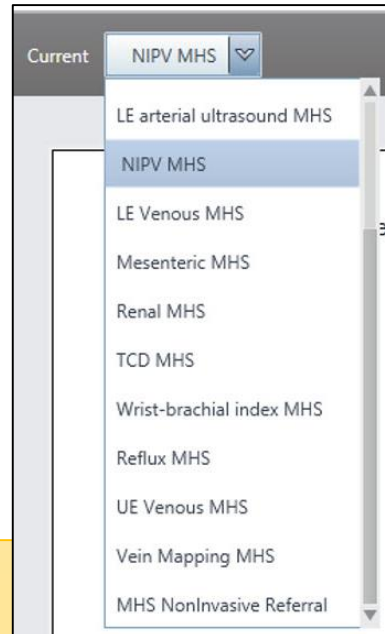 Current NIPV MHS
LE arterial ultrasound MHS
NIPV MHS
LE Venous MHS
Mesenteric MHS
Renal MHS
TCD MHS
Wrist-brachial index MHS
Reflux MHS
UE Venous MHS
Vein Mapping MHS
MHS NonInvasive Referral